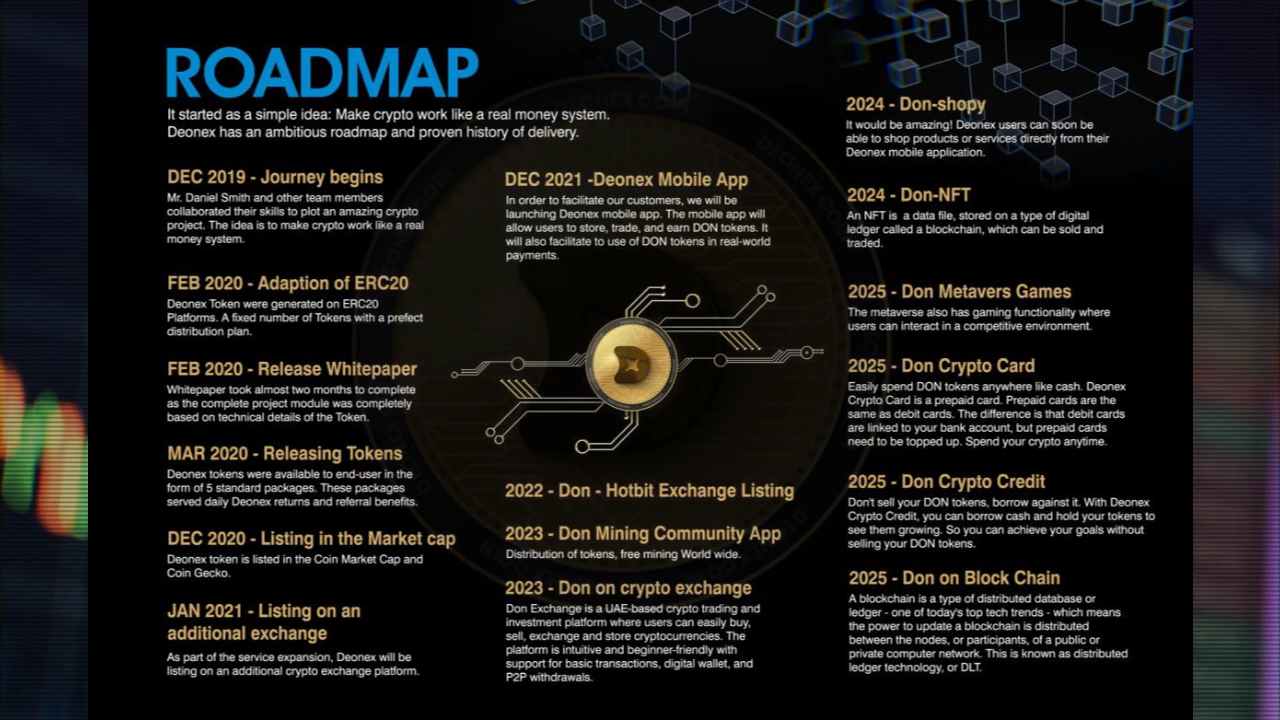 ROADMAP
It started as a simple idea: Make crypto work like a real money system.
Deonex has an ambitious roadmap and proven history of delivery.
DEC 2019 - Journey begins
Mr. Daniel Smith and other team members
collaborated their skills to plot an amazing crypto
project. The idea is to make crypto work like a real
money system.
FEB 2020 - Adaption of ERC20
Deonex Token were generated on ERC20
Platforms. A fixed number of Tokens with a prefect
distribution plan.
FEB 2020 - Release Whitepaper
Whitepaper took almost two months to complete
as the complete project module was completely
based on technical details of the Token.
MAR 2020 - Releasing Tokens
Deonex tokens were available to end-user in the
form of 5 standard packages. These packages
served daily Deonex returns and referral benefits.
DEC 2020 - Listing in the Market cap
Deonex token is listed in the Coin Market Cap and
Coin Gecko.
JAN 2021 - Listing on an
additional exchange
As part of the service expansion, Deonex will be
listing on an additional crypto exchange platform.
DEC 2021 -Deonex Mobile App
In order to facilitate our customers, we will be
launching Deonex mobile app. The mobile app will
allow users to store, trade, and earn DON tokens. It
will also facilitate to use of DON tokens in real-world
payments.
2022 - Don - Hotbit Exchange Listing
2023 - Don Mining Community App
Distribution of tokens, free mining World wide.
2023 - Don on crypto exchange
Don Exchange is a UAE-based crypto trading and
investment platform where users can easily buy,
sell, exchange and store cryptocurrencies. The
platform is intuitive and beginner-friendly with
support for basic transactions, digital wallet, and
P2P withdrawals.
2024 - Don-shopy
It would be amazing! Deonex users can soon be
able to shop products or services directly from their
Deonex mobile application.
2024 - Don-NFT
An NFT is a data file, stored on a type of digital
ledger called a blockchain, which can be sold and
traded.
2025 - Don Metavers Games
The metaverse also has gaming functionality where
users can interact in a competitive environment.
2025 - Don Crypto Card
Easily spend DON tokens anywhere like cash. Deonex
Crypto Card is a prepaid card. Prepaid cards are the
same as debit cards. The difference is that debit cards
are linked to your bank account, but prepaid cards
need to be topped up. Spend your crypto anytime.
2025 - Don Crypto Credit
Don't sell your DON tokens, borrow against it. With Deonex
Crypto Credit, you can borrow cash and hold your tokens to
see them growing. So you can achieve your goals without
selling your DON tokens.
2025 - Don on Block Chain
A blockchain is a type of distributed database or
ledger - one of today's top tech trends - which means
the power to update a blockchain is distributed
between the nodes, or participants, of a public or
private computer network. This is known as distributed
ledger technology, or DLT.